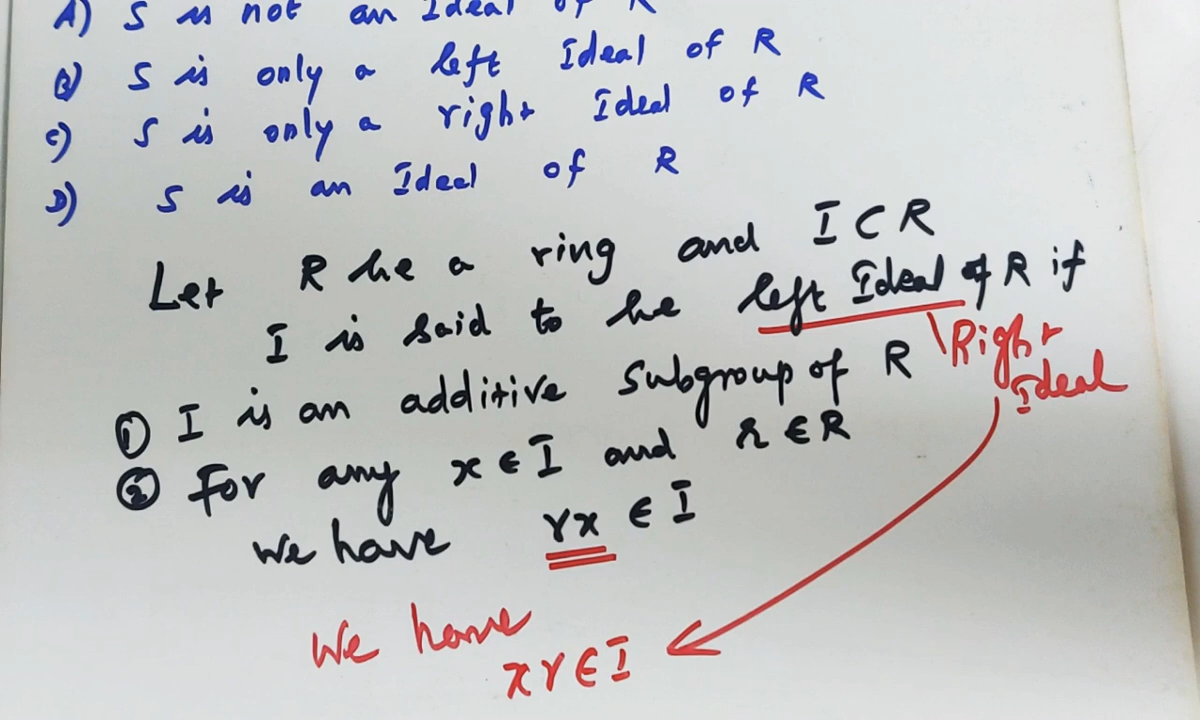 A) S is not an Ideal of R
B) S is only a left Ideal of R
C) S is only a right Ideal of R
D) S is an Ideal of R
Let R be a ring and I ⊂ R
I is said to be left Ideal of R if
\Right Ideal
① I is an additive subgroup of R
② For any x ∈ I and r ∈ R
We have rx ∈ I
We have
xr ∈ I